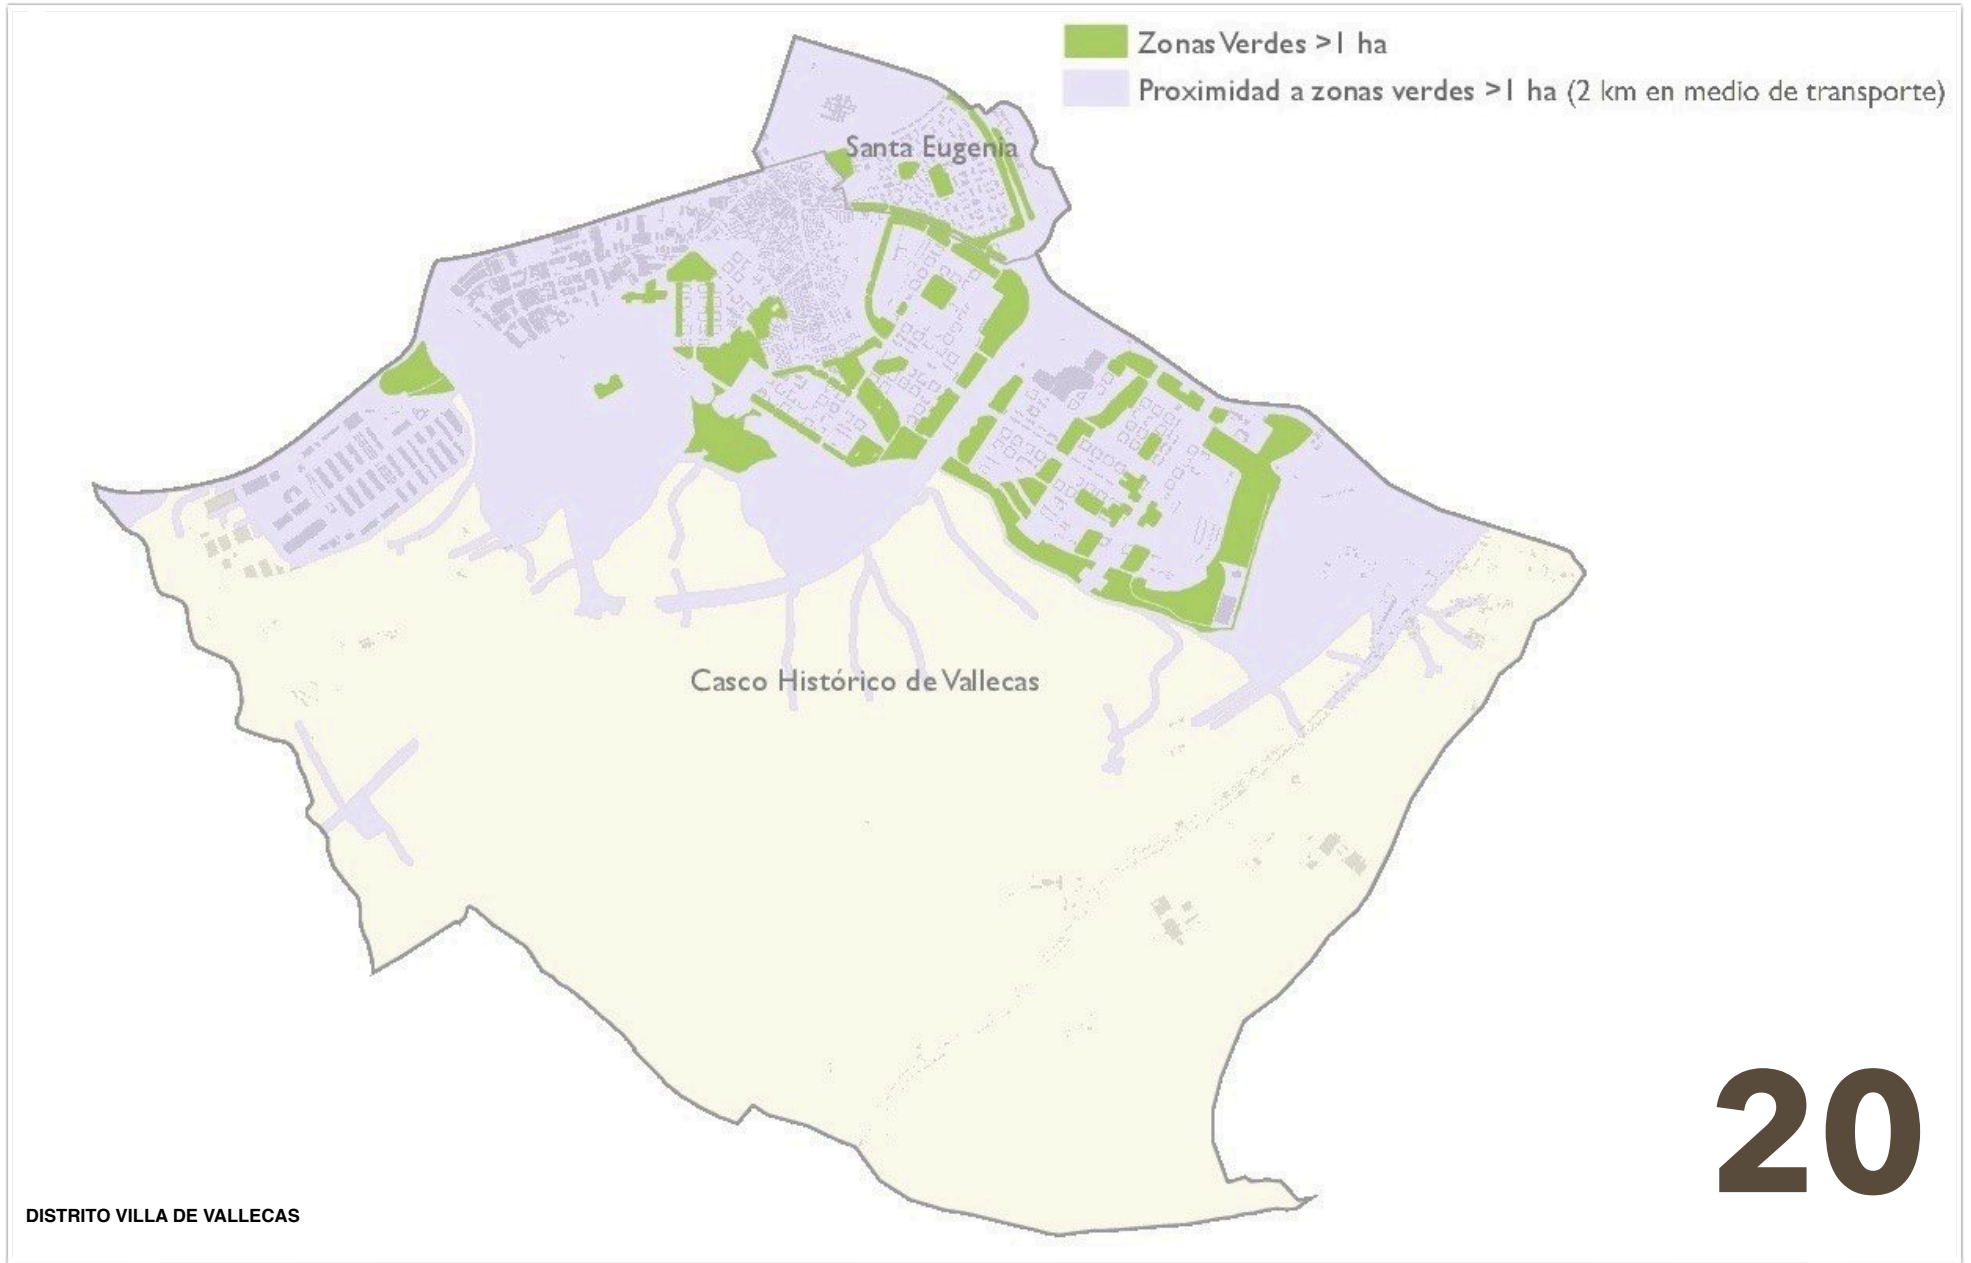 Zonas Verdes >1 ha
Proximidad a zonas verdes >1 ha (2 km en medio de transporte)
Santa Eugenia
Casco Histórico de Vallecas
20
DISTRITO VILLA DE VALLECAS